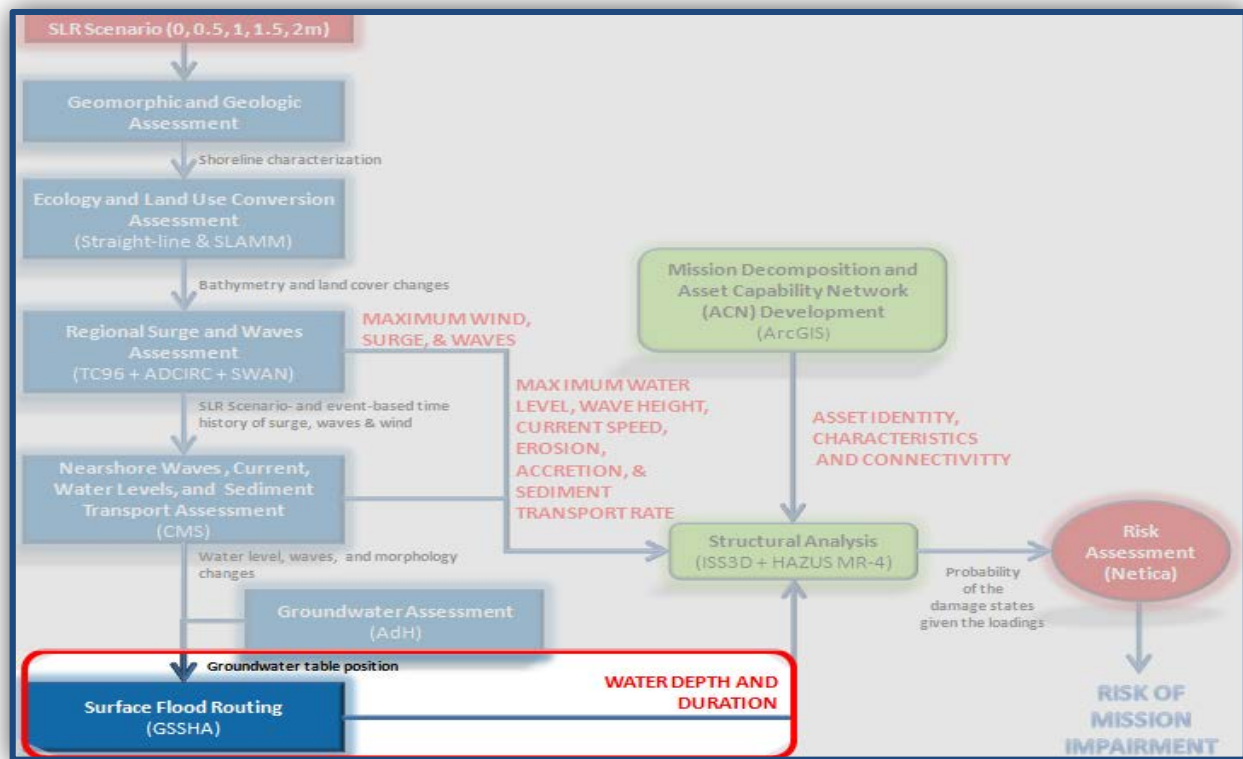 SLR Scenario (0, 0.5, 1, 1.5, 2m)
Geomorphic and Geologic
Assessment
Shoreline characterization
Ecology and Land Use Conversion
Assessment
(Straight-line & SLAMM)
Bathymetry and land cover changes
Regional Surge and Waves
Assessment
(TC96 + ADCIRC + SWAN)
MAXIMUM WIND,
SURGE, & WAVES
SLR Scenario- and event-based time
history of surge, waves & wind
Nearshore Waves, Current,
Water Levels, and Sediment
Transport Assessment
(CMS)
MAXIMUM WATER
LEVEL, WAVE HEIGHT,
CURRENT SPEED,
EROSION,
ACCRETION, &
SEDIMENT
TRANSPORT RATE
Mission Decomposition and
Asset Capability Network
(ACN) Development
(ArcGIS)
ASSET IDENTITY,
CHARACTERISTICS
AND CONNECTIVITTY
Water level, waves, and morphology
changes
Groundwater Assessment
(AdH)
Structural Analysis
(ISS3D + HAZUS MR-4)
Probability
of the
damage states
given the loadings
Risk
Assessment
(Netica)
Groundwater table position
Surface Flood Routing
(GSSHA)
WATER DEPTH AND
DURATION
RISK OF
MISSION
IMPAIRMENT